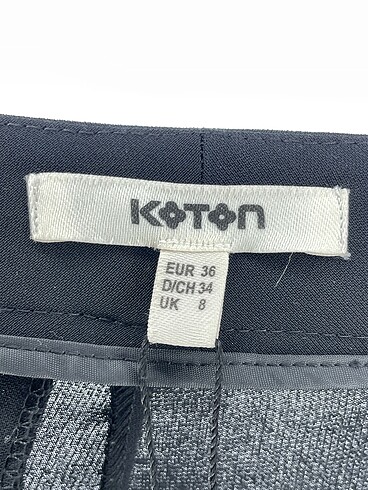 KOTON
EUR 36
D/CH 34
UK 8